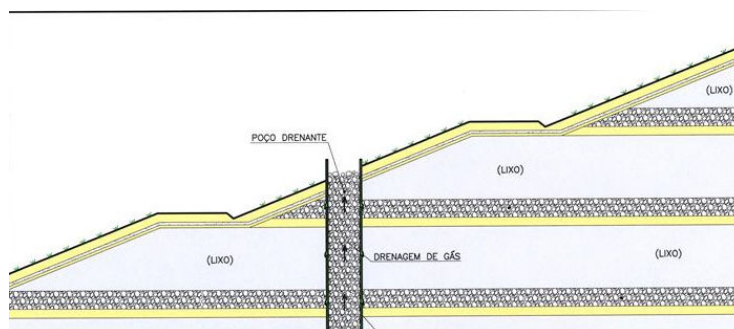 (LIXO)
POÇO DRENANTE
(LIXO)
(LIXO)
DRENAGEM DE GÁS
(LIXO)